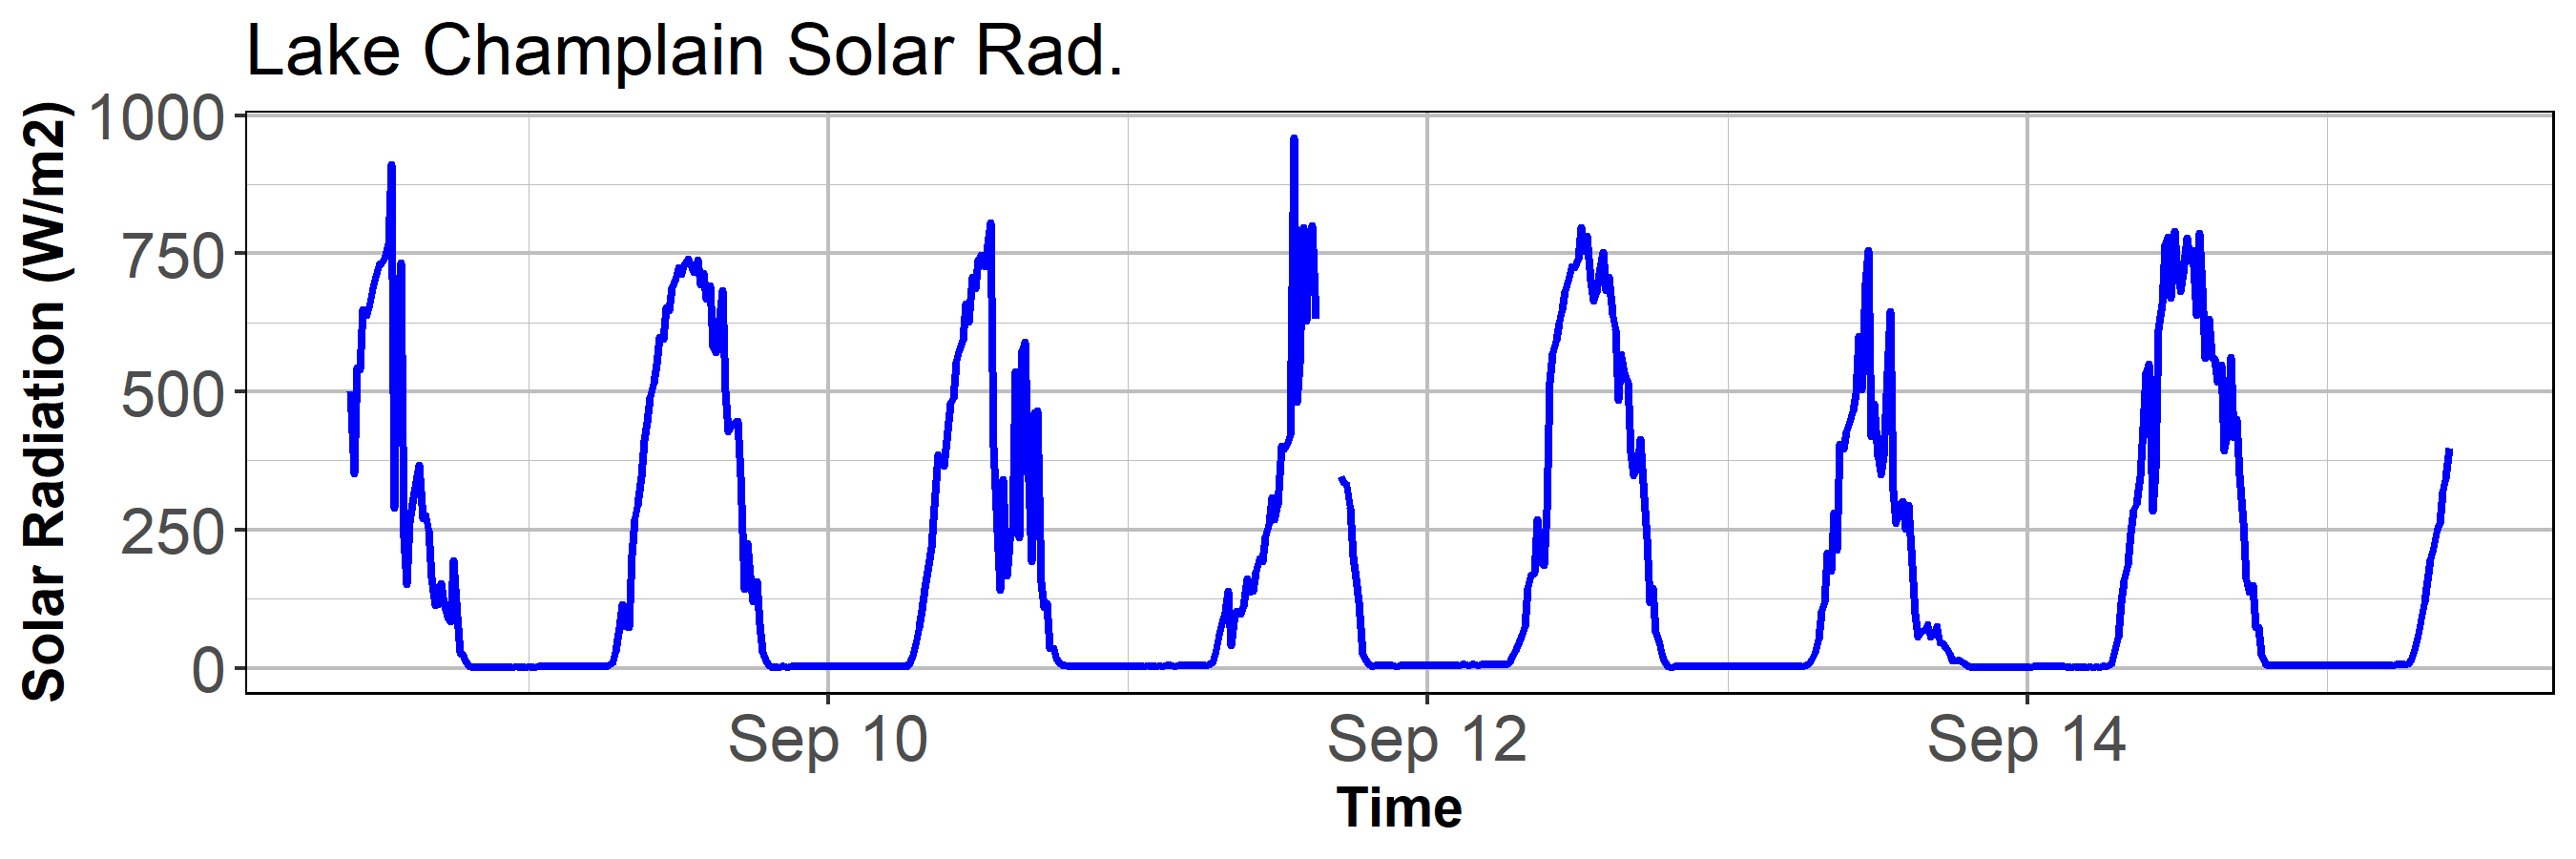 Lake Champlain Solar Rad.
Solar Radiation (W/m2)
1000
750
500
250
0
Sep 10
Sep 12
Sep 14
Time